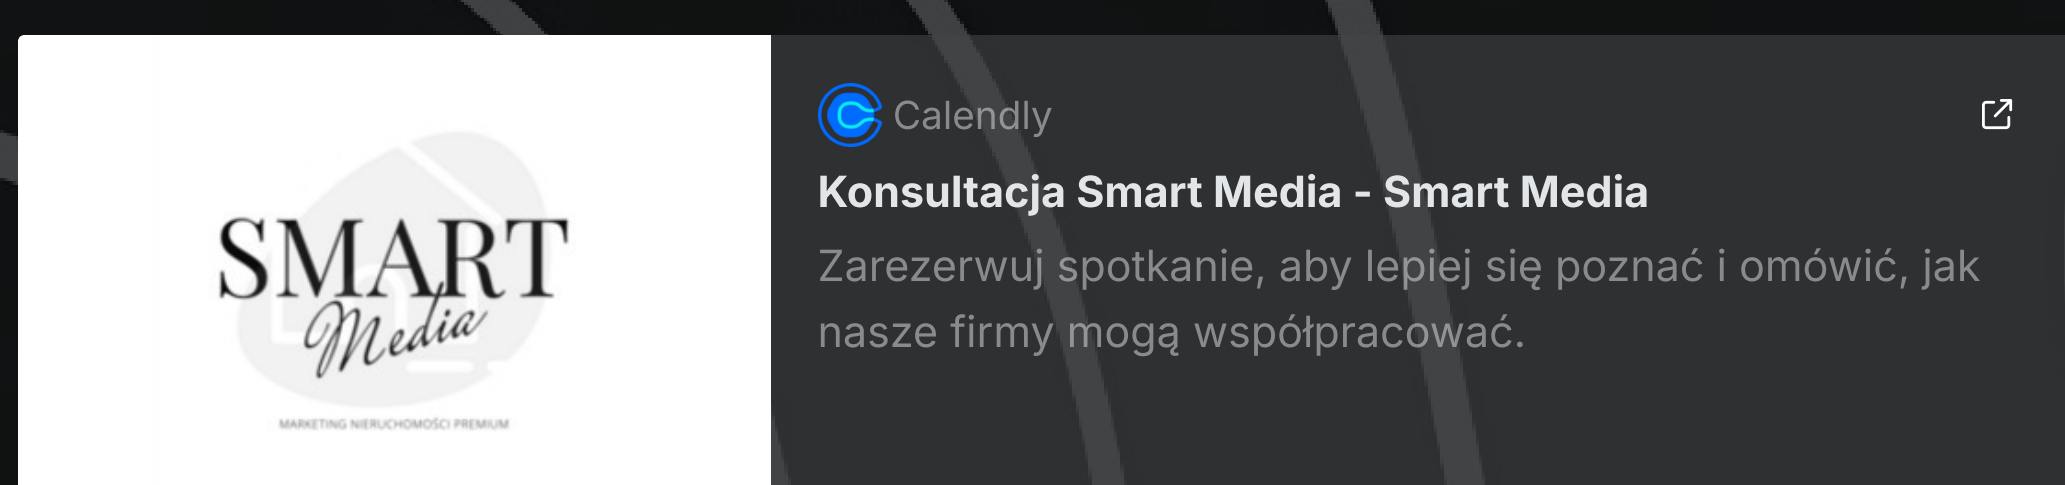 SMART
Media
MARKETING NIERUCHOMOŚCI PREMIUM
Calendly
Konsultacja Smart Media - Smart Media
Zarezerwuj spotkanie, aby lepiej się poznać i omówić, jak
nasze firmy mogą współpracować.